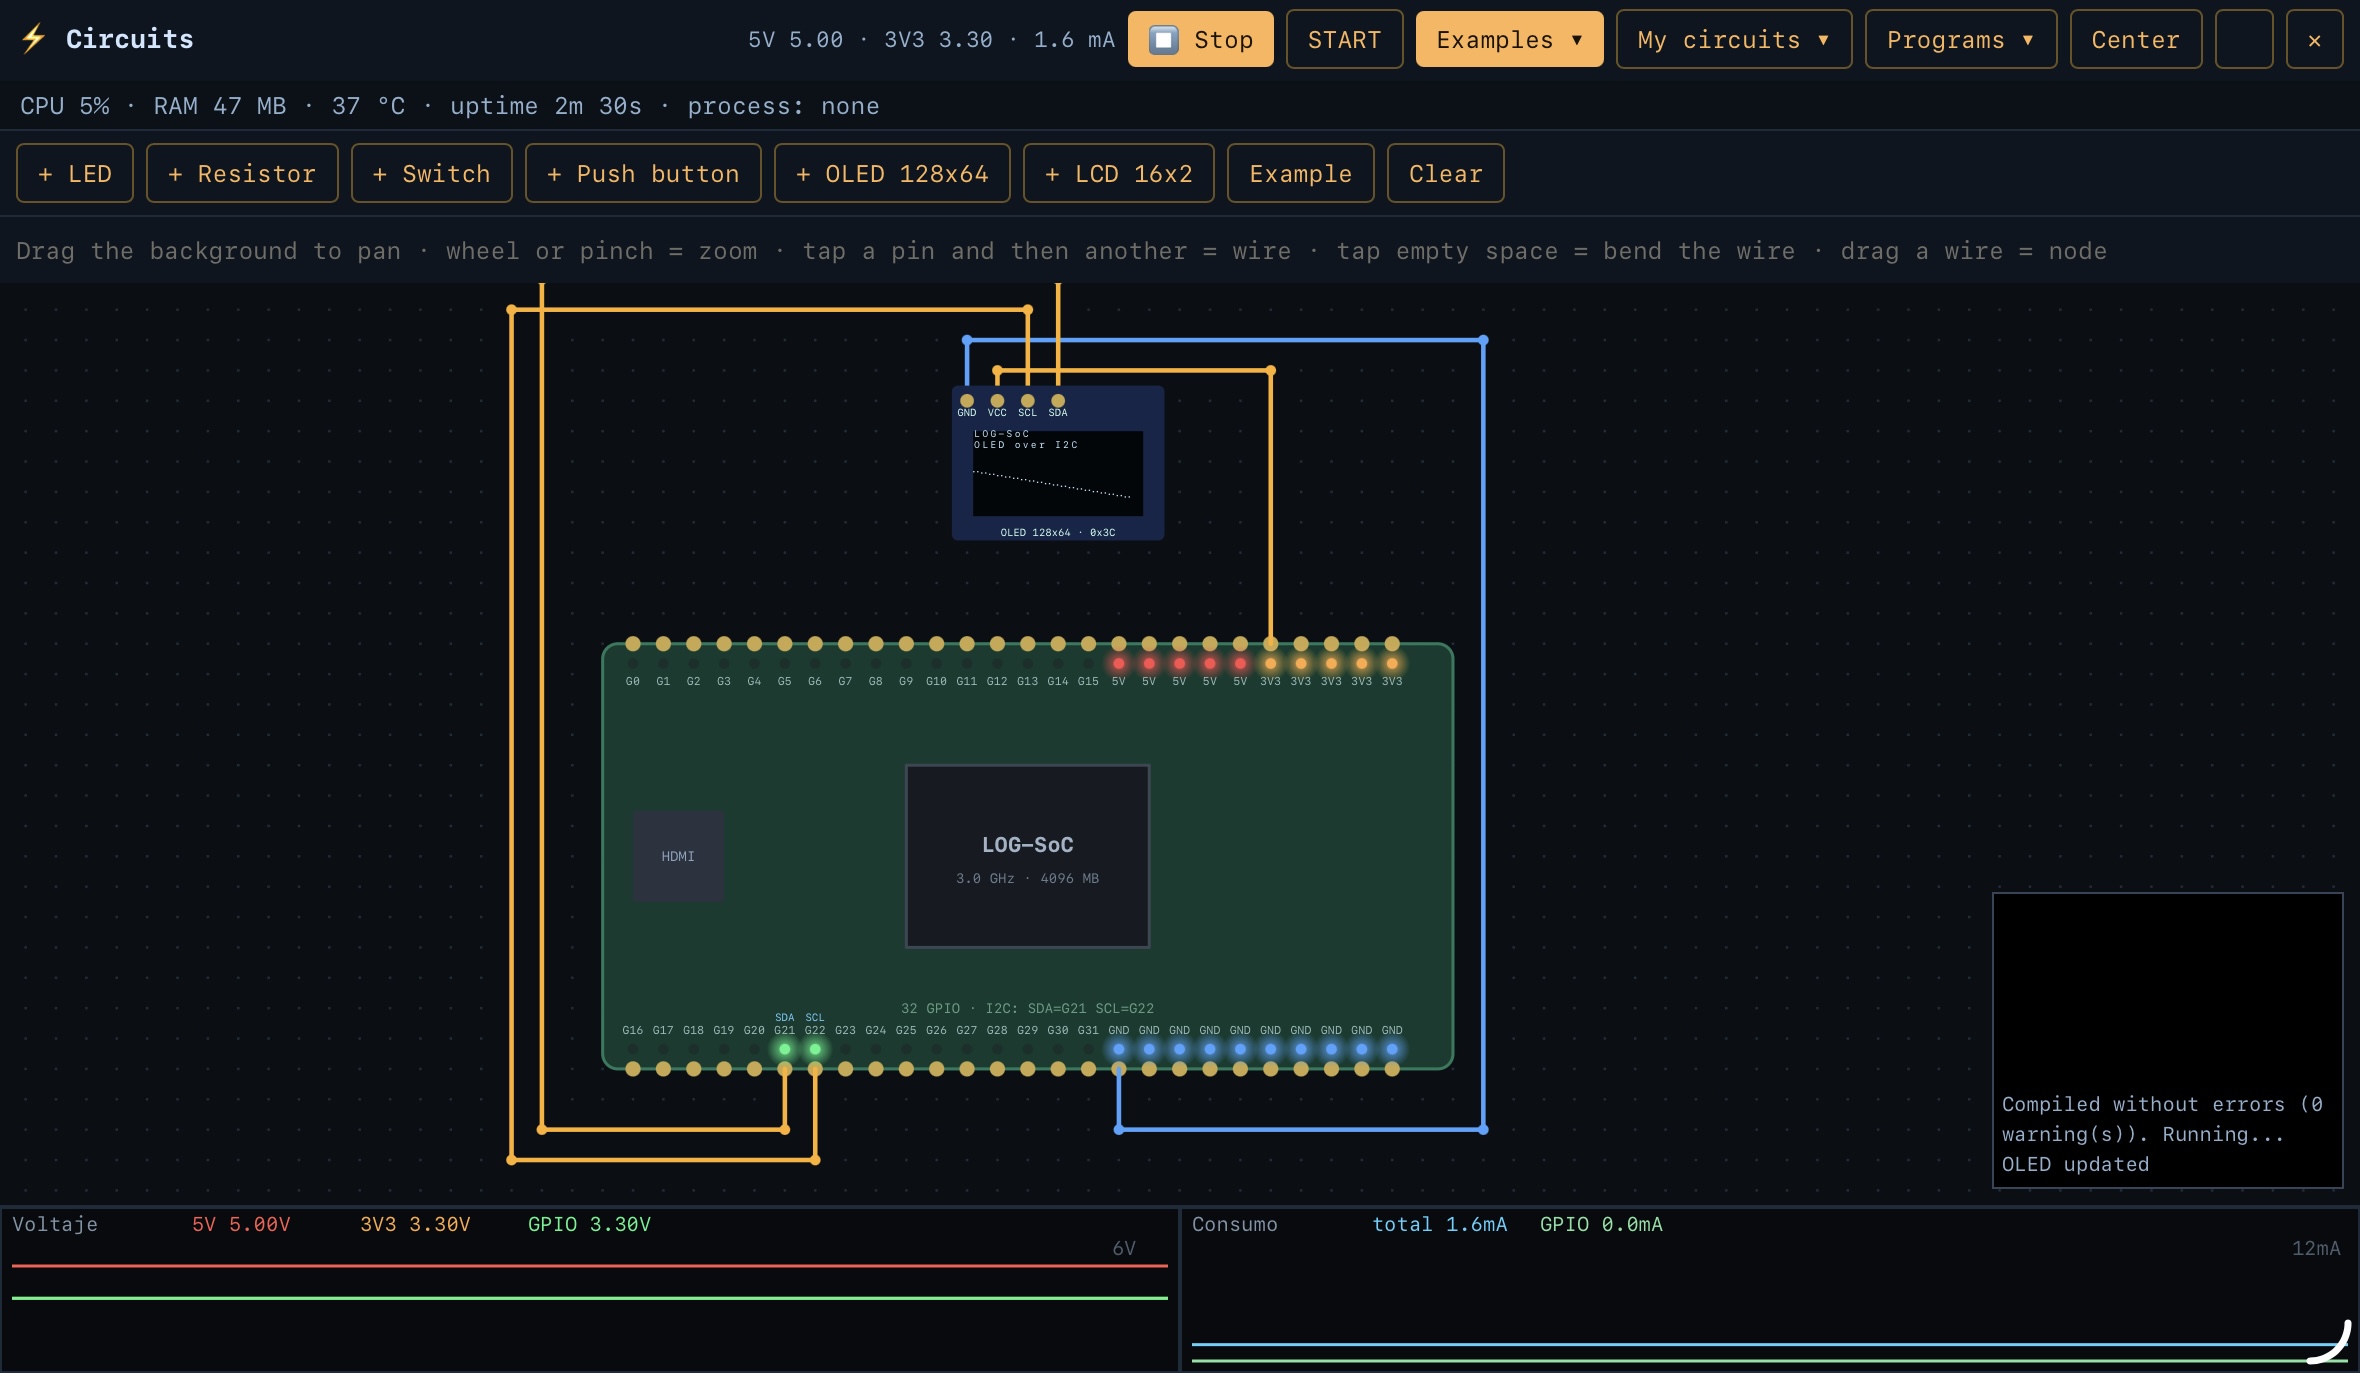 ⚡ Circuits
5V 5.00 · 3V3 3.30 · 1.6 mA
Stop
START
Examples ▼
My circuits ▼
Programs ▼
Center
×
CPU 5% · RAM 47 MB · 37 °C · uptime 2m 30s · process: none
+ LED
+ Resistor
+ Switch
+ Push button
+ OLED 128x64
+ LCD 16x2
Example
Clear
Drag the background to pan · wheel or pinch = zoom · tap a pin and then another = wire · tap empty space = bend the wire · drag a wire = node
GND VCC SCL SDA
LOG-SoC
OLED over I2C
OLED 128x64 · 0x3C
G0 G1 G2 G3 G4 G5 G6 G7 G8 G9 G10 G11 G12 G13 G14 G15 5V 5V 5V 5V 5V 3V3 3V3 3V3 3V3 3V3
HDMI
LOG-SoC
3.0 GHz · 4096 MB
32 GPIO · I2C: SDA=G21 SCL=G22
SDA SCL
G16 G17 G18 G19 G20 G21 G22 G23 G24 G25 G26 G27 G28 G29 G30 G31 GND GND GND GND GND GND GND GND GND GND
Compiled without errors (0
warning(s)). Running...
OLED updated
Voltaje 5V 5.00V 3V3 3.30V GPIO 3.30V
6V
Consumo total 1.6mA GPIO 0.0mA
12mA